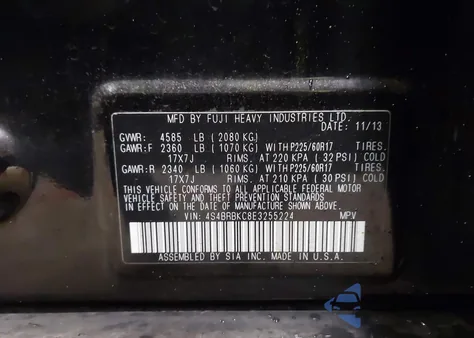 MFD BY FUJI HEAVY INDUSTRIES LTD.
DATE: 11/13
GVWR: 4585 LB (2080 KG)
GAWR:F 2360 LB (1070 KG) WITH P225/60R17 TIRES.
17X7J RIMS. AT 220 KPA (32 PSI) COLD
GAWR:R 2340 LB (1060 KG) WITH P225/60R17 TIRES.
17X7J RIMS. AT 210 KPA (30 PSI) COLD
THIS VEHICLE CONFORMS TO ALL APPLICABLE FEDERAL MOTOR
VEHICLE SAFETY, BUMPER, AND THEFT PREVENTION STANDARDS
IN EFFECT ON THE DATE OF MANUFACTURE SHOWN ABOVE.
VIN: 4S4BRBKC8E3255224 MPV
ASSEMBLED BY SIA INC. MADE IN U.S.A.